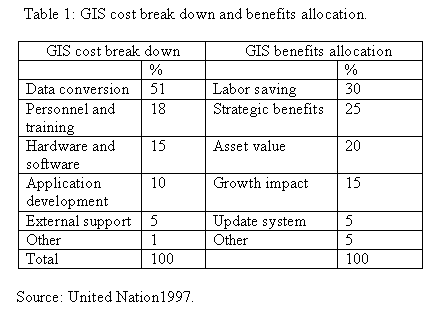 Table 1: GIS cost break down and benefits allocation.
GIS cost break down GIS benefits allocation
% %
Data conversion 51 Labor saving 30
Personnel and training 18 Strategic benefits 25
Hardware and software 15 Asset value 20
Application development 10 Growth impact 15
External support 5 Update system 5
Other 1 Other 5
Total 100 100
Source: United Nation1997.